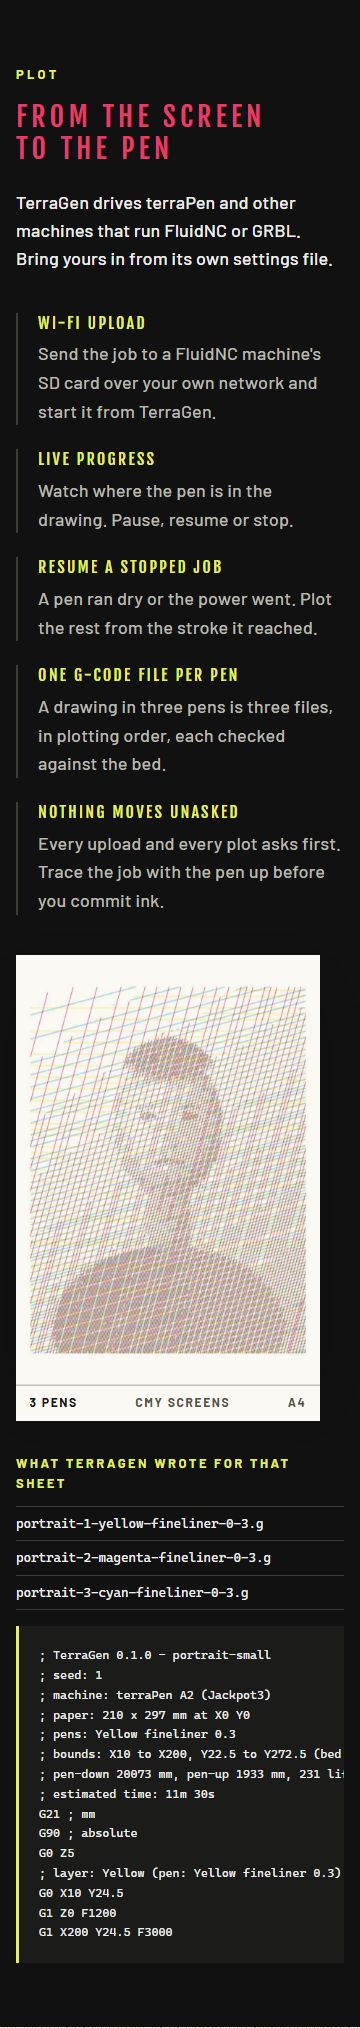 PLOT
FROM THE SCREEN
TO THE PEN
TerraGen drives terraPen and other
machines that run FluidNC or GRBL.
Bring yours in from its own settings file.
WI-FI UPLOAD
Send the job to a FluidNC machine's
SD card over your own network and
start it from TerraGen.
LIVE PROGRESS
Watch where the pen is in the
drawing. Pause, resume or stop.
RESUME A STOPPED JOB
A pen ran dry or the power went. Plot
the rest from the stroke it reached.
ONE G-CODE FILE PER PEN
A drawing in three pens is three files,
in plotting order, each checked
against the bed.
NOTHING MOVES UNASKED
Every upload and every plot asks first.
Trace the job with the pen up before
you commit ink.
3 PENS CMY SCREENS A4
WHAT TERRAGEN WROTE FOR THAT
SHEET
portrait-1-yellow-fineliner-0-3.g
portrait-2-magenta-fineliner-0-3.g
portrait-3-cyan-fineliner-0-3.g
; TerraGen 0.1.0 - portrait-small
; seed: 1
; machine: terraPen A2 (Jackpot3)
; paper: 210 x 297 mm at X0 Y0
; pens: Yellow fineliner 0.3
; bounds: X10 to X200, Y22.5 to Y272.5 (bed
; pen-down 20073 mm, pen-up 1933 mm, 231
; estimated time: 11m 30s
G21 ; mm
G90 ; absolute
G0 Z5
; layer: Yellow (pen: Yellow fineliner 0.3)
G0 X10 Y24.5
G1 Z0 F1200
G1 X200 Y24.5 F3000